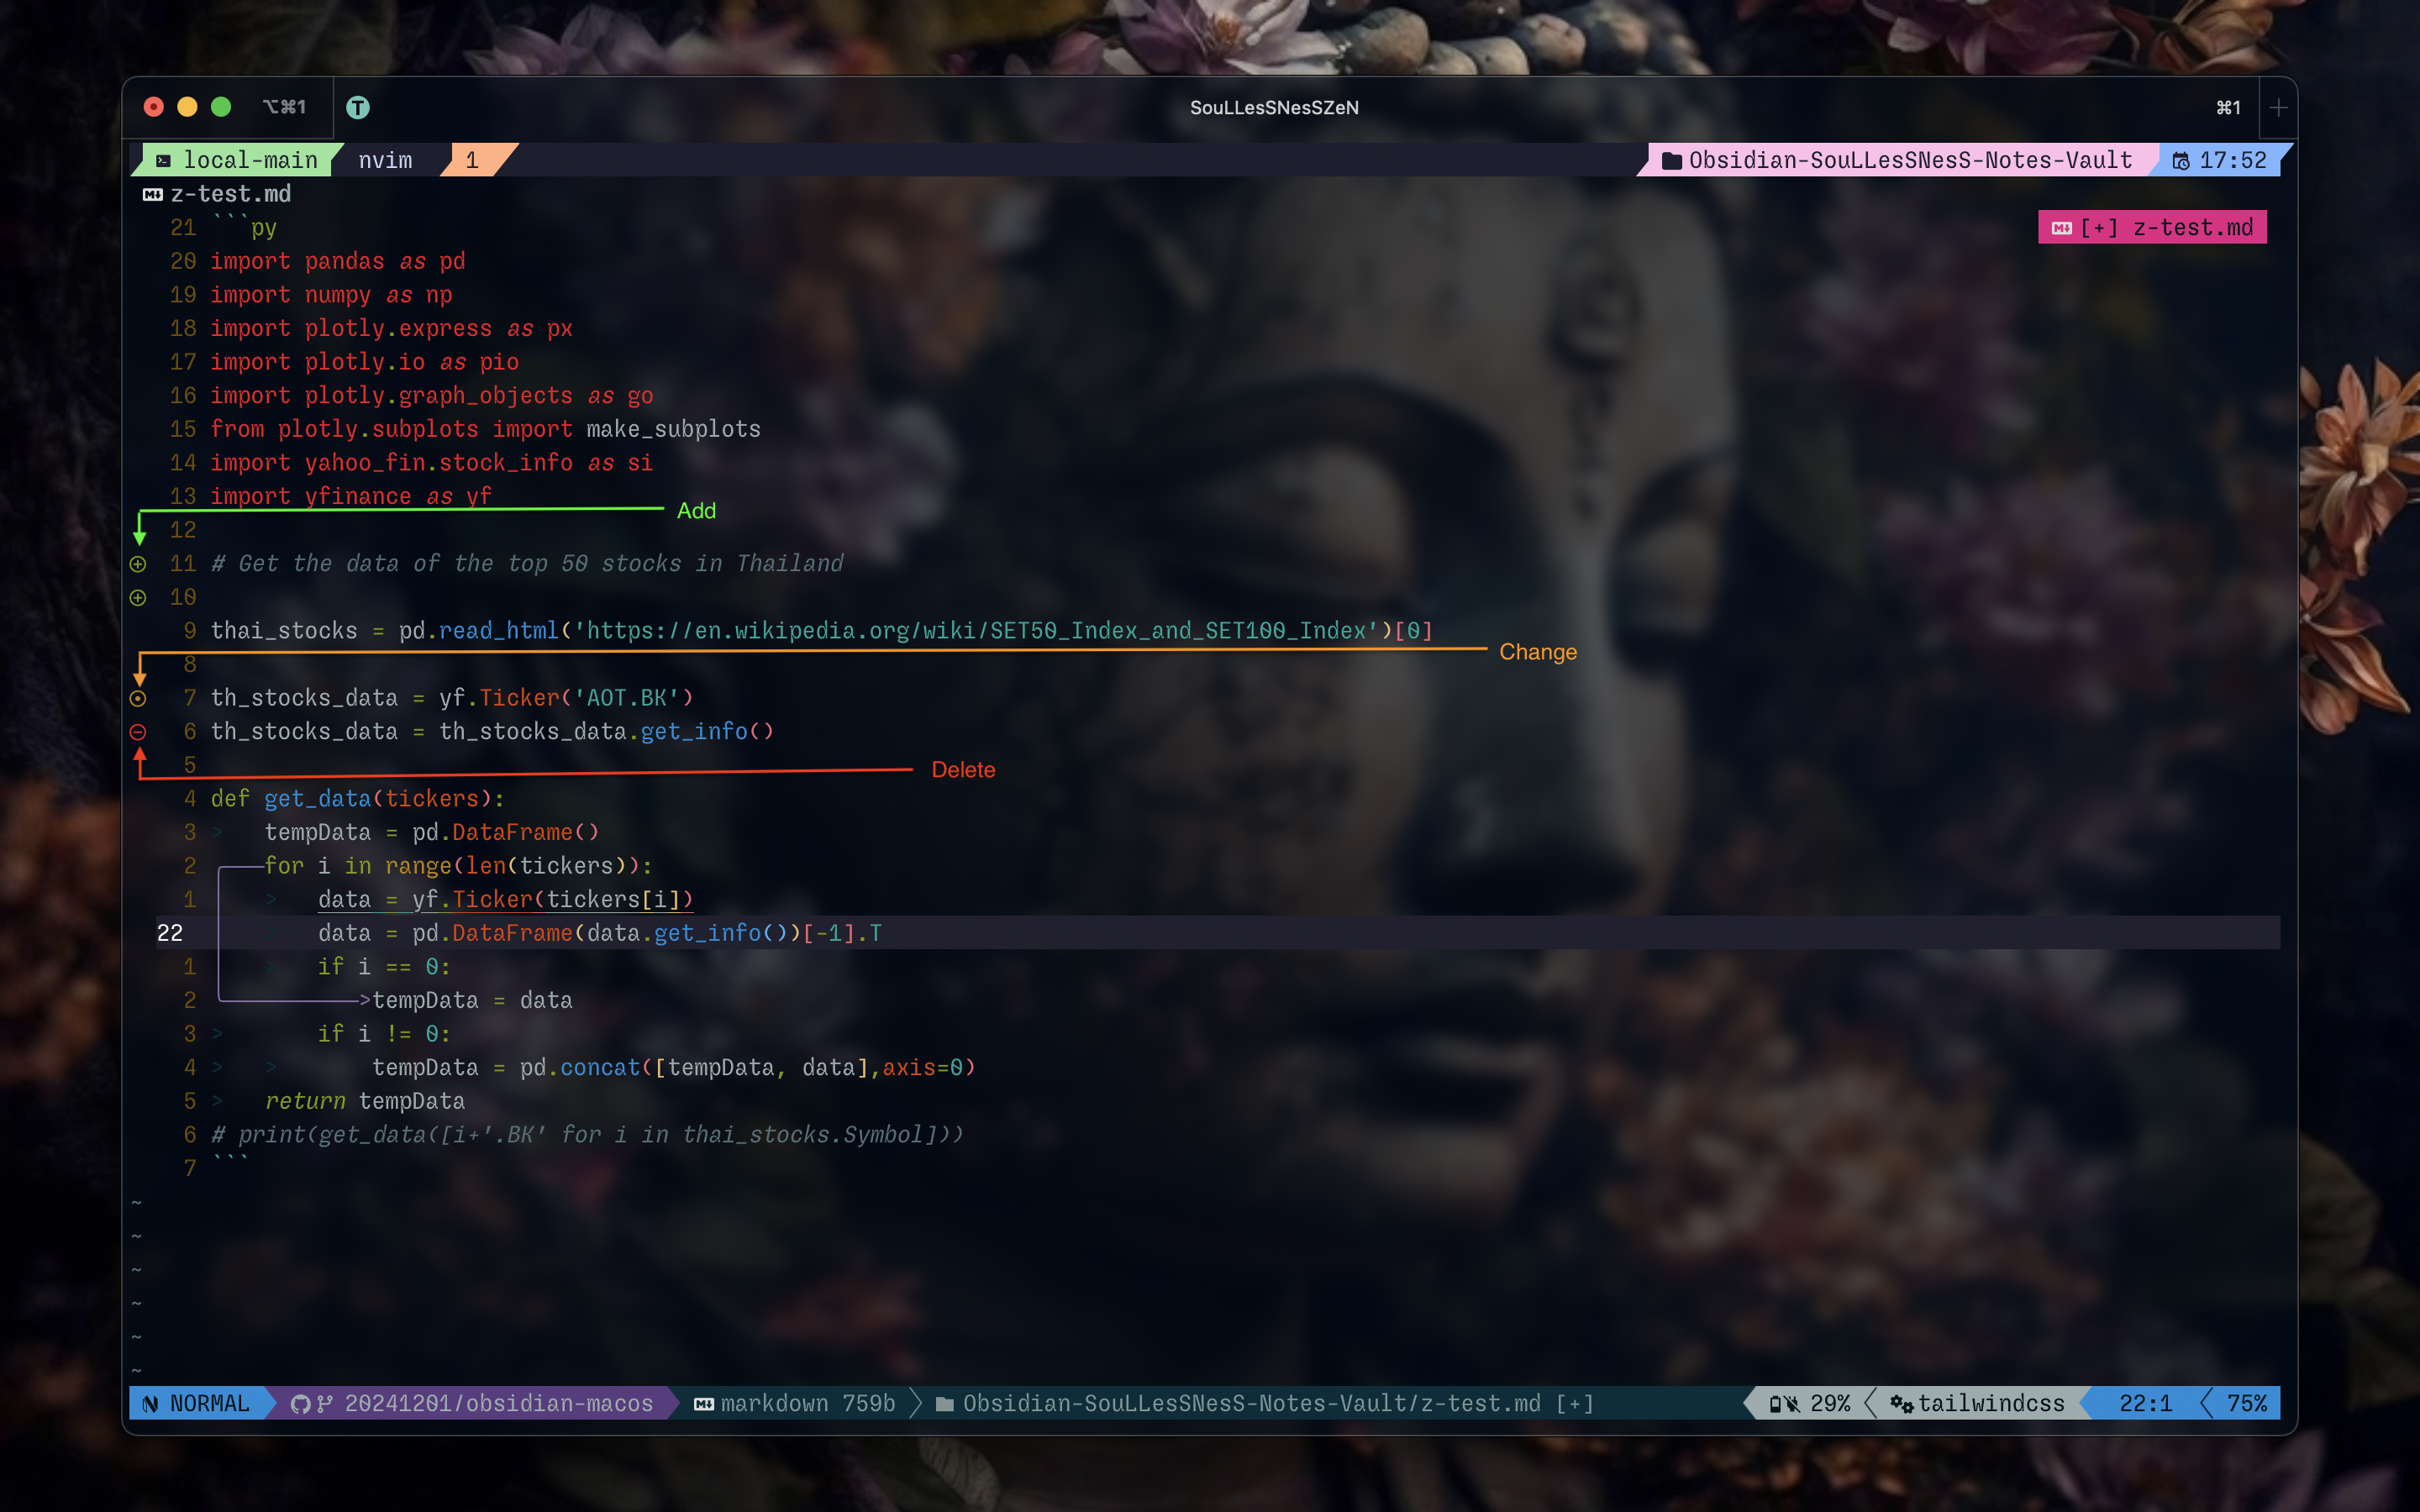 ⌥⌘1 T SouLLesSNesSZeN ⌘1 +
local-main nvim 1 Obsidian-SouLLesSNesS-Notes-Vault 17:52
z-test.md
21 ```py
[+] z-test.md
20 import pandas as pd
19 import numpy as np
18 import plotly.express as px
17 import plotly.io as pio
16 import plotly.graph_objects as go
15 from plotly.subplots import make_subplots
14 import yahoo_fin.stock_info as si
13 import yfinance as yf
Add
12
11 # Get the data of the top 50 stocks in Thailand
10
9 thai_stocks = pd.read_html('https://en.wikipedia.org/wiki/SET50_Index_and_SET100_Index')[0]
Change
8
7 th_stocks_data = yf.Ticker('AOT.BK')
6 th_stocks_data = th_stocks_data.get_info()
5
Delete
4 def get_data(tickers):
3 > tempData = pd.DataFrame()
2 for i in range(len(tickers)):
1 > data = yf.Ticker(tickers[i])
22 > data = pd.DataFrame(data.get_info())[-1].T
1 > if i == 0:
2 >tempData = data
3 > if i != 0:
4 > > tempData = pd.concat([tempData, data],axis=0)
5 > return tempData
6 # print(get_data([i+'.BK' for i in thai_stocks.Symbol]))
7 ```
~
~
~
~
~
~
NORMAL 20241201/obsidian-macos markdown 759b Obsidian-SouLLesSNesS-Notes-Vault/z-test.md [+] 29% tailwindcss 22:1 75%